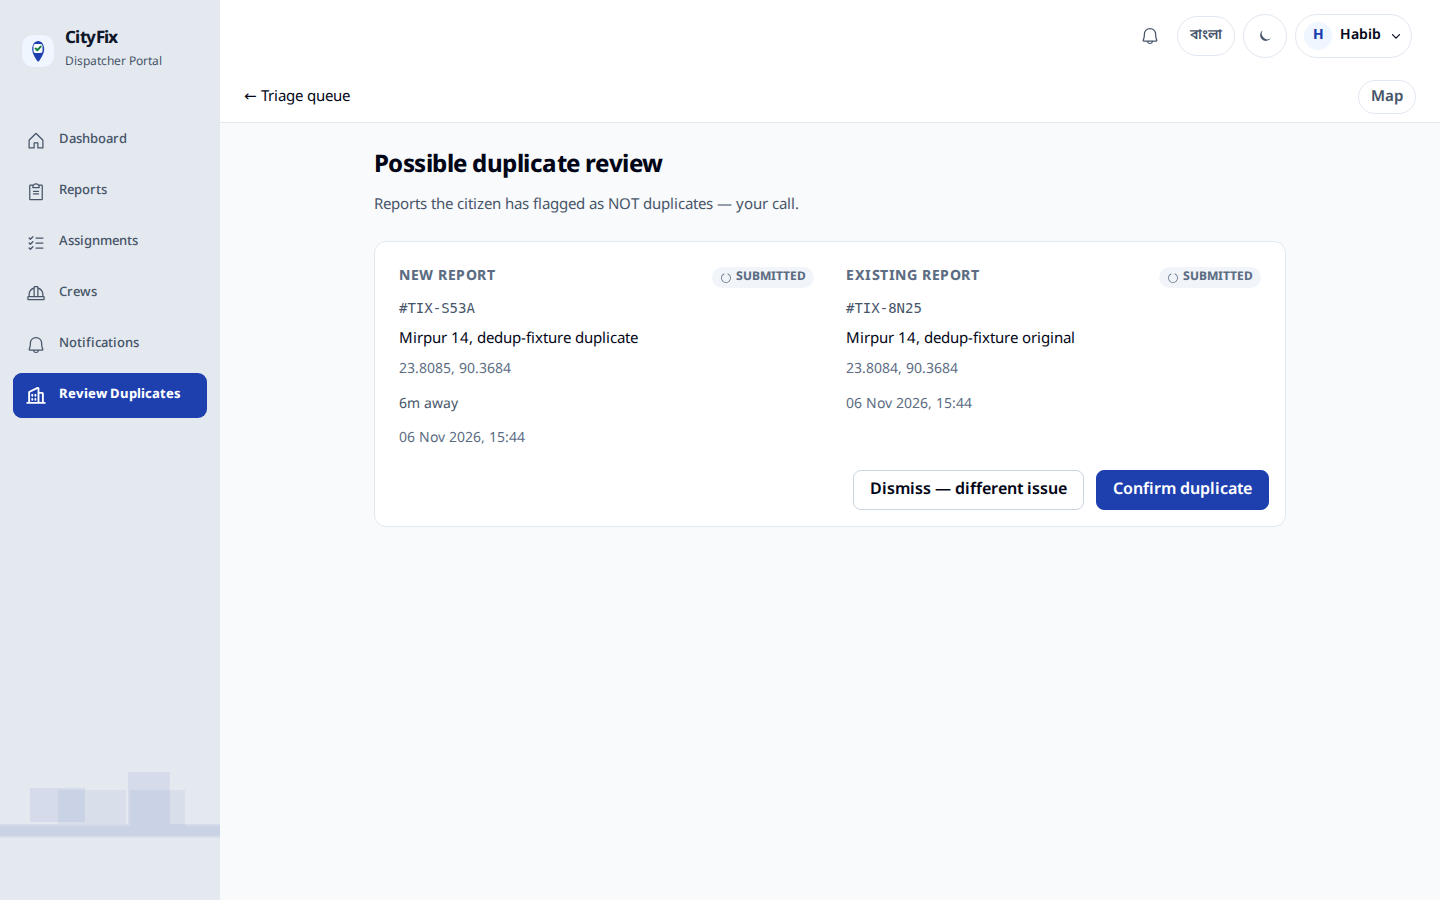 CityFix
Dispatcher Portal
Dashboard
Reports
Assignments
Crews
Notifications
Review Duplicates
বাংলা
H Habib
← Triage queue
Map
Possible duplicate review
Reports the citizen has flagged as NOT duplicates — your call.
NEW REPORT
SUBMITTED
#TIX-S53A
Mirpur 14, dedup-fixture duplicate
23.8085, 90.3684
6m away
06 Nov 2026, 15:44
EXISTING REPORT
SUBMITTED
#TIX-8N25
Mirpur 14, dedup-fixture original
23.8084, 90.3684
06 Nov 2026, 15:44
Dismiss — different issue
Confirm duplicate